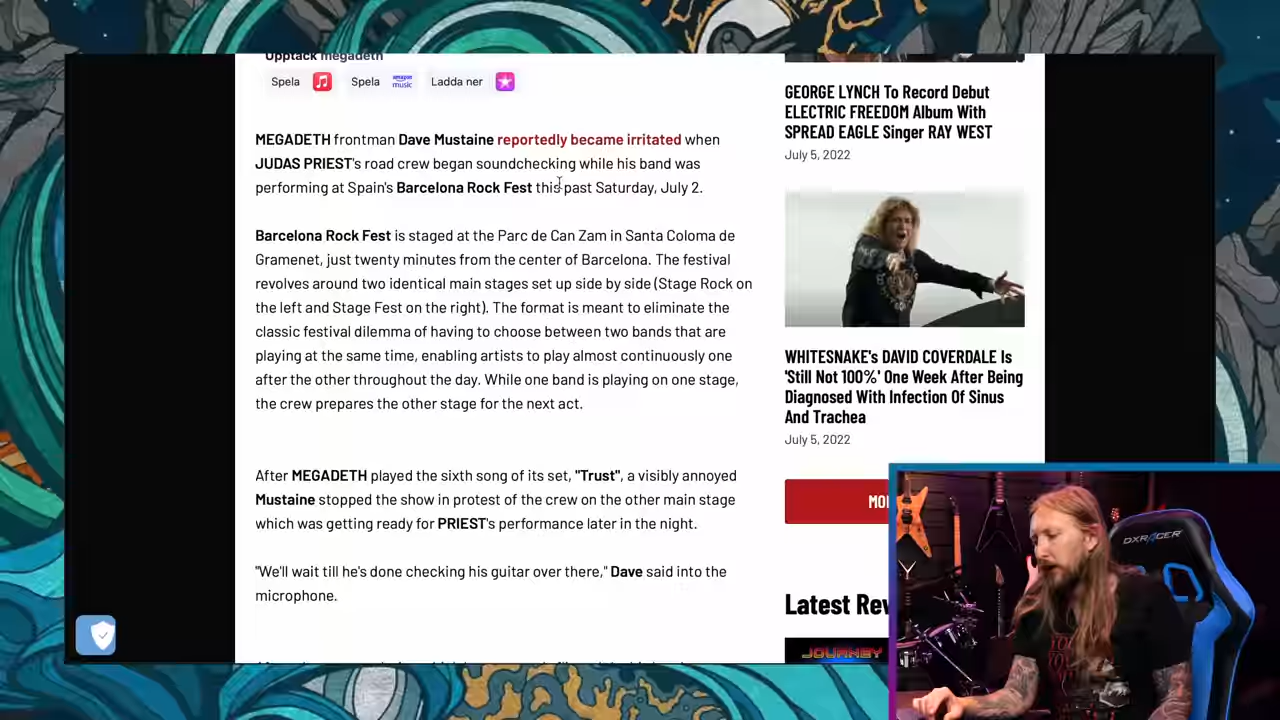 Upptäck megadeth
Spela
Spela
amazon music
Ladda ner
MEGADETH frontman Dave Mustaine reportedly became irritated when
JUDAS PRIEST's road crew began soundchecking while his band was
performing at Spain's Barcelona Rock Fest this past Saturday, July 2.
Barcelona Rock Fest is staged at the Parc de Can Zam in Santa Coloma de
Gramenet, just twenty minutes from the center of Barcelona. The festival
revolves around two identical main stages set up side by side (Stage Rock on
the left and Stage Fest on the right). The format is meant to eliminate the
classic festival dilemma of having to choose between two bands that are
playing at the same time, enabling artists to play almost continuously one
after the other throughout the day. While one band is playing on one stage,
the crew prepares the other stage for the next act.
After MEGADETH played the sixth song of its set, "Trust", a visibly annoyed
Mustaine stopped the show in protest of the crew on the other main stage
which was getting ready for PRIEST's performance later in the night.
"We'll wait till he's done checking his guitar over there," Dave said into the
microphone.
GEORGE LYNCH To Record Debut
ELECTRIC FREEDOM Album With
SPREAD EAGLE Singer RAY WEST
July 5, 2022
WHITESNAKE's DAVID COVERDALE Is
'Still Not 100%' One Week After Being
Diagnosed With Infection Of Sinus
And Trachea
July 5, 2022
MO
Latest Rev
JOURNEY
DXRACER